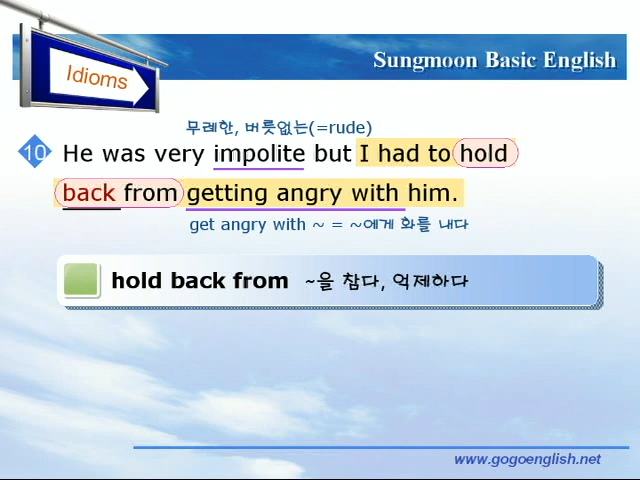 Idioms
Sungmoon Basic English
무례한, 버릇없는(=rude)
10 He was very impolite but I had to hold
back from getting angry with him.
get angry with ~ = ~에게 화를 내다
hold back from ~을 참다, 억제하다
www.gogoenglish.net